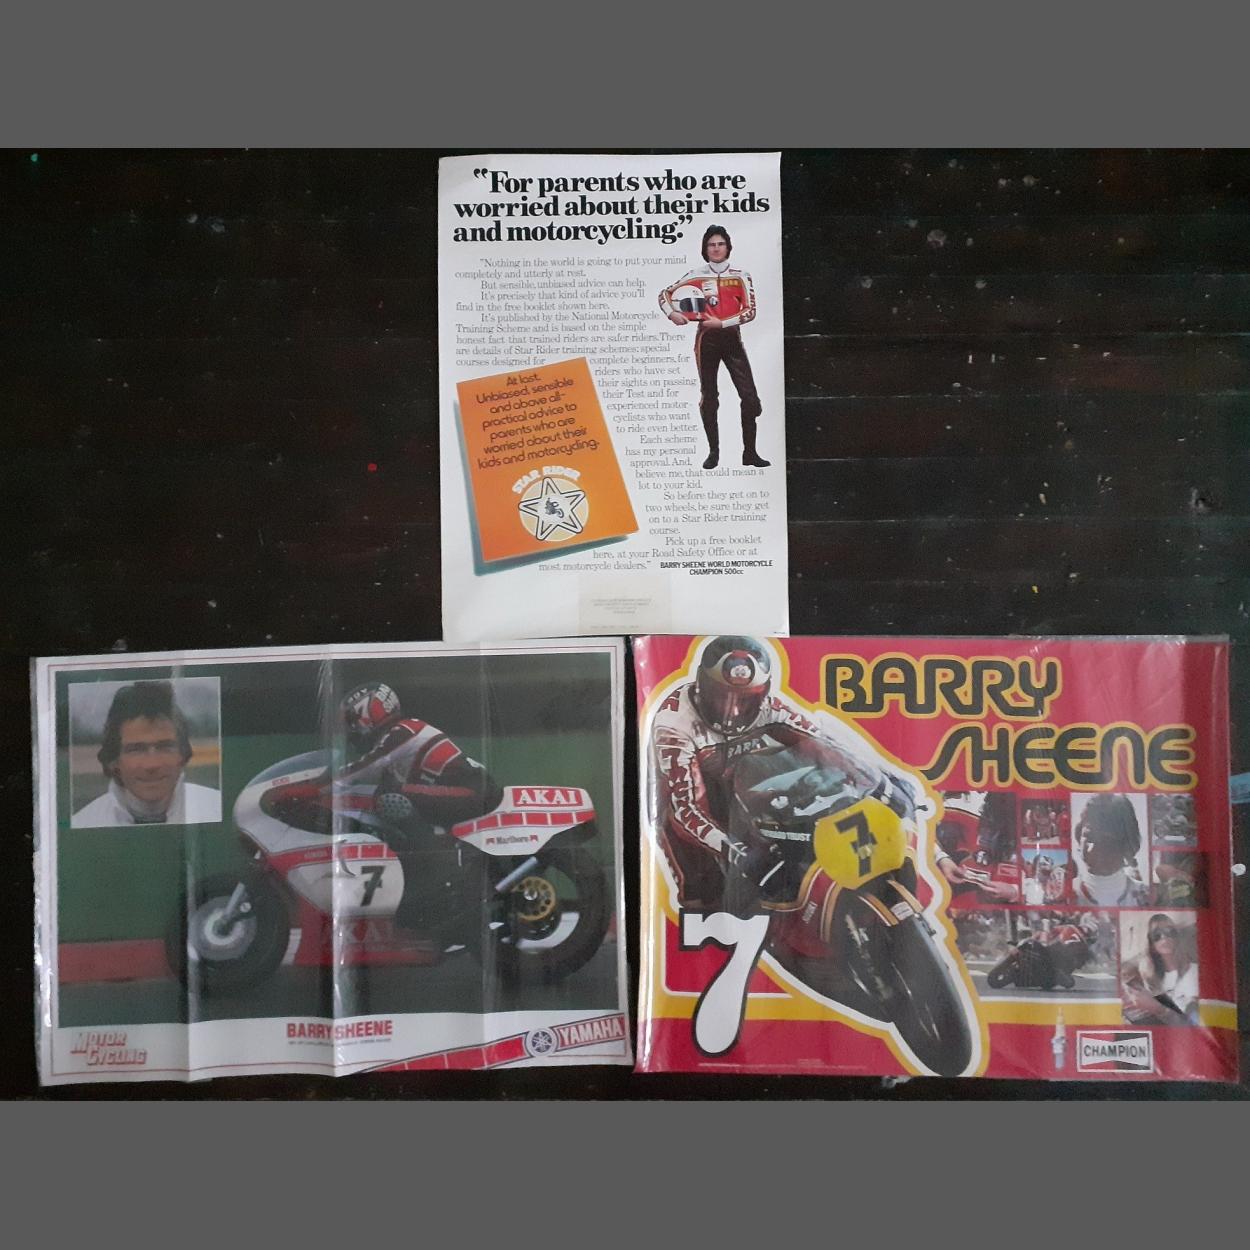 "For parents who are
worried about their kids
and motorcycling."
"Nothing in the world is going to put your mind
completely and utterly at rest.
But sensible, unbiased advice can help.
It's precisely that kind of advice you'll
find in the free booklet shown here.
It's published by the National Motorcycle
Training Scheme and is based on the simple
honest fact that trained riders are safer riders. There
are details of Star Rider training schemes; special
courses designed for complete beginners, for
riders who have set
their sights on passing
their Test and for
experienced motor-
cyclists who want
to ride even better.
Each scheme
has my personal
approval. And,
believe me, that could mean a
lot to your kid.
So before they get on to
two wheels, be sure they get
on to a Star Rider training
course.
Pick up a free booklet
here, at your Road Safety Office or at
most motorcycle dealers."
BARRY SHEENE WORLD MOTORCYCLE
CHAMPION 500cc
At last.
Unbiased, sensible
and above all-
practical advice to
parents who are
worried about their
kids and motorcycling.
STAR RIDER
AKAI
Marlboro
7
AKAI
MOTOR
CYCLING
BARRY SHEENE
YAMAHA
BARRY
SHEENE
7
7
CHAMPION